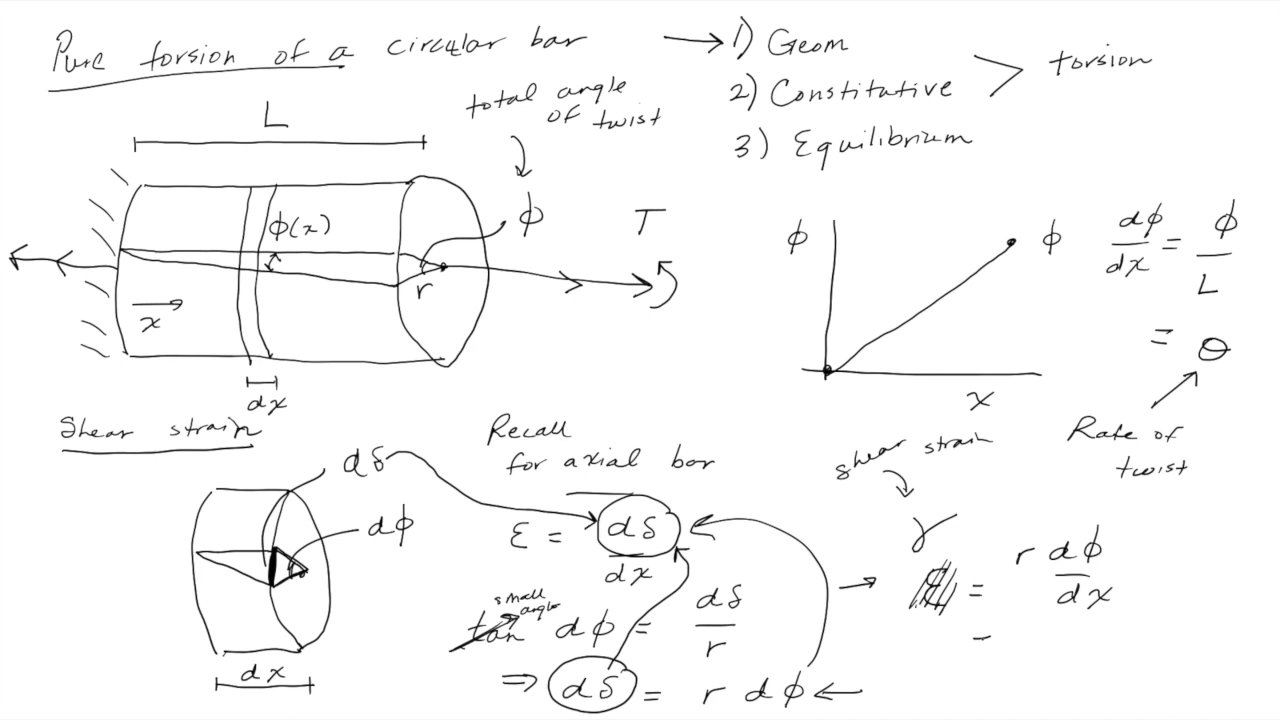 Pure torsion of a circular bar → 1) Geom
2) Constitative > torsion
3) Equilibrium
total angle
of twist
L
ϕ
T
ϕ(x)
r
x
dx
ϕ
ϕ
x
dϕ/dx = ϕ/L
= θ
Rate of
twist
Shear strain
dδ
dϕ
dx
Recall
for axial bar
ε = dδ/dx
small
angle
tan dϕ = dδ/r
⇒ dδ = r dϕ ←
shear strain
γ
→ = r dϕ/dx
=